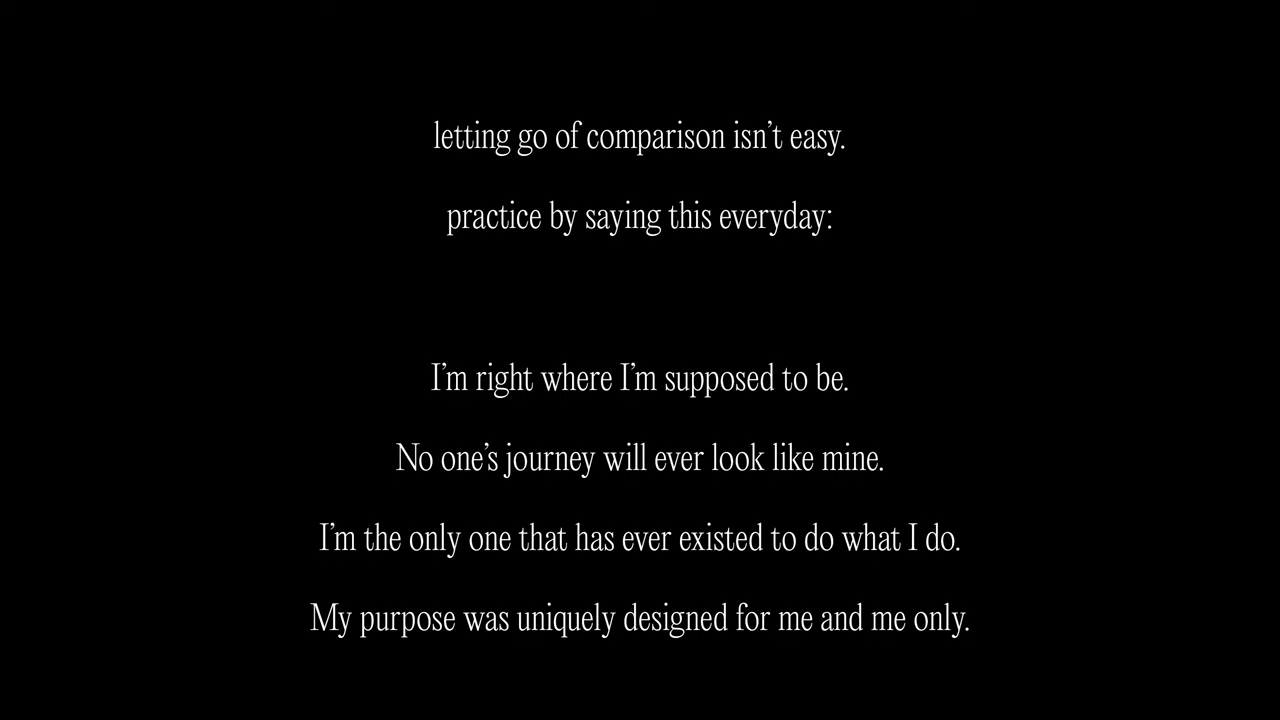 letting go of comparison isn’t easy.
practice by saying this everyday:
I’m right where I’m supposed to be.
No one’s journey will ever look like mine.
I’m the only one that has ever existed to do what I do.
My purpose was uniquely designed for me and me only.